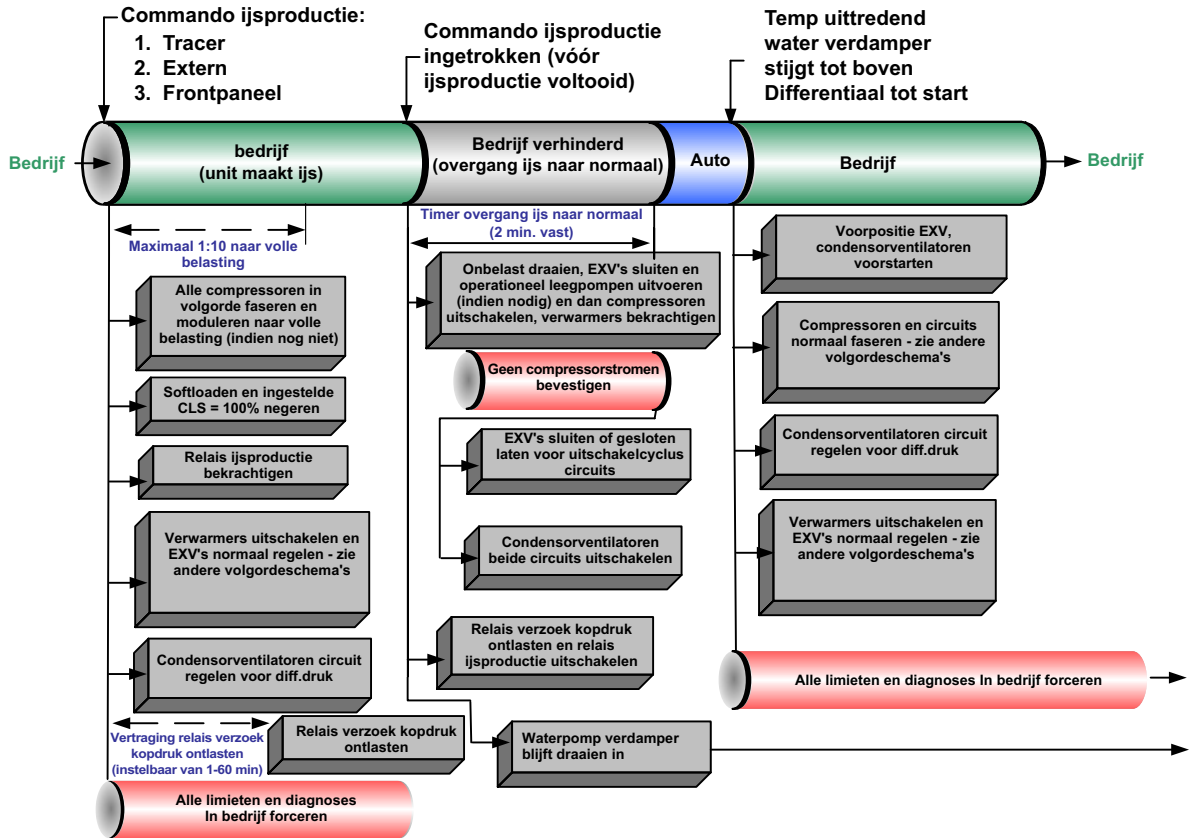 Commando ijsproductie:
1. Tracer
2. Extern
3. Frontpaneel
Commando ijsproductie
ingetrokken (vóór
ijsproductie voltooid)
Temp uittredend
water verdamper
stijgt tot boven
Differentiaal tot start
Bedrijf
bedrijf
(unit maakt ijs)
Bedrijf verhinderd
(overgang ijs naar normaal)
Auto
Bedrijf
Bedrijf
Maximaal 1:10 naar volle
belasting
Alle compressoren in
volgorde faseren en
moduleren naar volle
belasting (indien nog niet)
Softloaden en ingestelde
CLS = 100% negeren
Relais ijsproductie
bekrachtigen
Verwarmers uitschakelen en
EXV's normaal regelen - zie
andere volgordeschema's
Condensorventilatoren circuit
regelen voor diff.druk
Vertraging relais verzoek
kopdruk ontlasten
(instelbaar van 1-60 min)
Relais verzoek kopdruk
ontlasten
Alle limieten en diagnoses
In bedrijf forceren
Timer overgang ijs naar normaal
(2 min. vast)
Onbelast draaien, EXV's sluiten en
operationeel leegpompen uitvoeren
(indien nodig) en dan compressoren
uitschakelen, verwarmers bekrachtigen
Geen compressorstromen
bevestigen
EXV's sluiten of gesloten
laten voor uitschakelcyclus
circuits
Condensorventilatoren
beide circuits uitschakelen
Relais verzoek kopdruk
ontlasten en relais
ijsproductie uitschakelen
Waterpomp verdamper
blijft draaien in
Voorpositie EXV,
condensorventilatoren
voorstarten
Compressoren en circuits
normaal faseren - zie andere
volgordeschema's
Condensorventilatoren circuit
regelen voor diff.druk
Verwarmers uitschakelen en
EXV's normaal regelen - zie
andere volgordeschema's
Alle limieten en diagnoses In bedrijf forceren